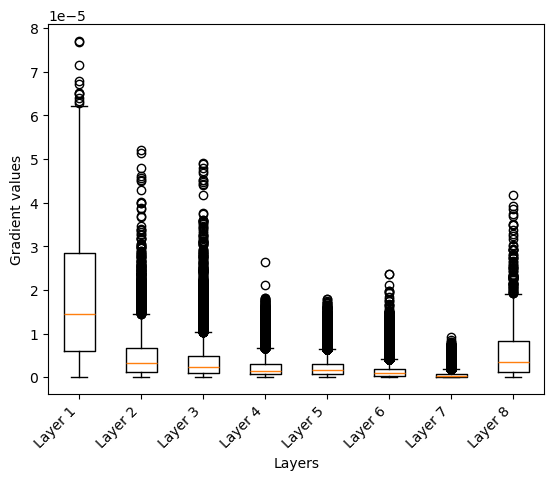 1e−5
8
7
6
5
4
3
2
1
0
Gradient values
Layer 1
Layer 2
Layer 3
Layer 4
Layer 5
Layer 6
Layer 7
Layer 8
Layers